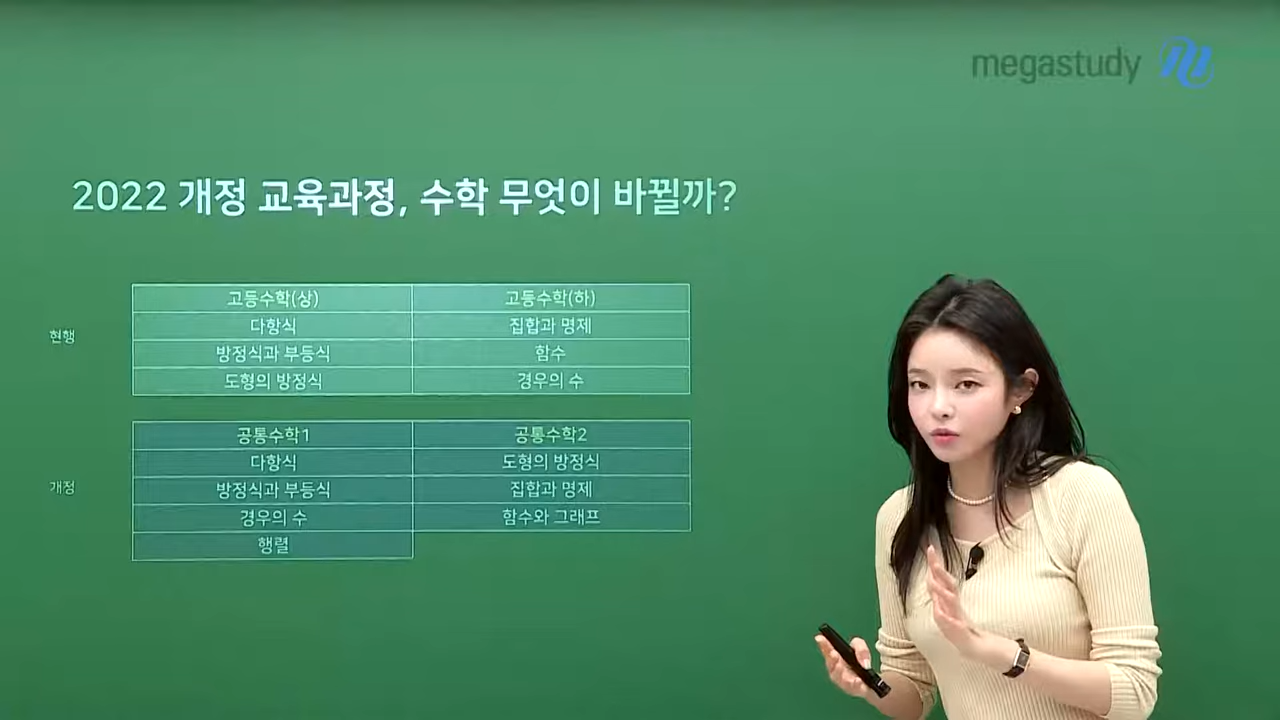 megastudy
2022 개정 교육과정, 수학 무엇이 바뀔까?
현행
고등수학(상) 고등수학(하)
다항식 집합과 명제
방정식과 부등식 함수
도형의 방정식 경우의 수
개정
공통수학1 공통수학2
다항식 도형의 방정식
방정식과 부등식 집합과 명제
경우의 수 함수와 그래프
행렬